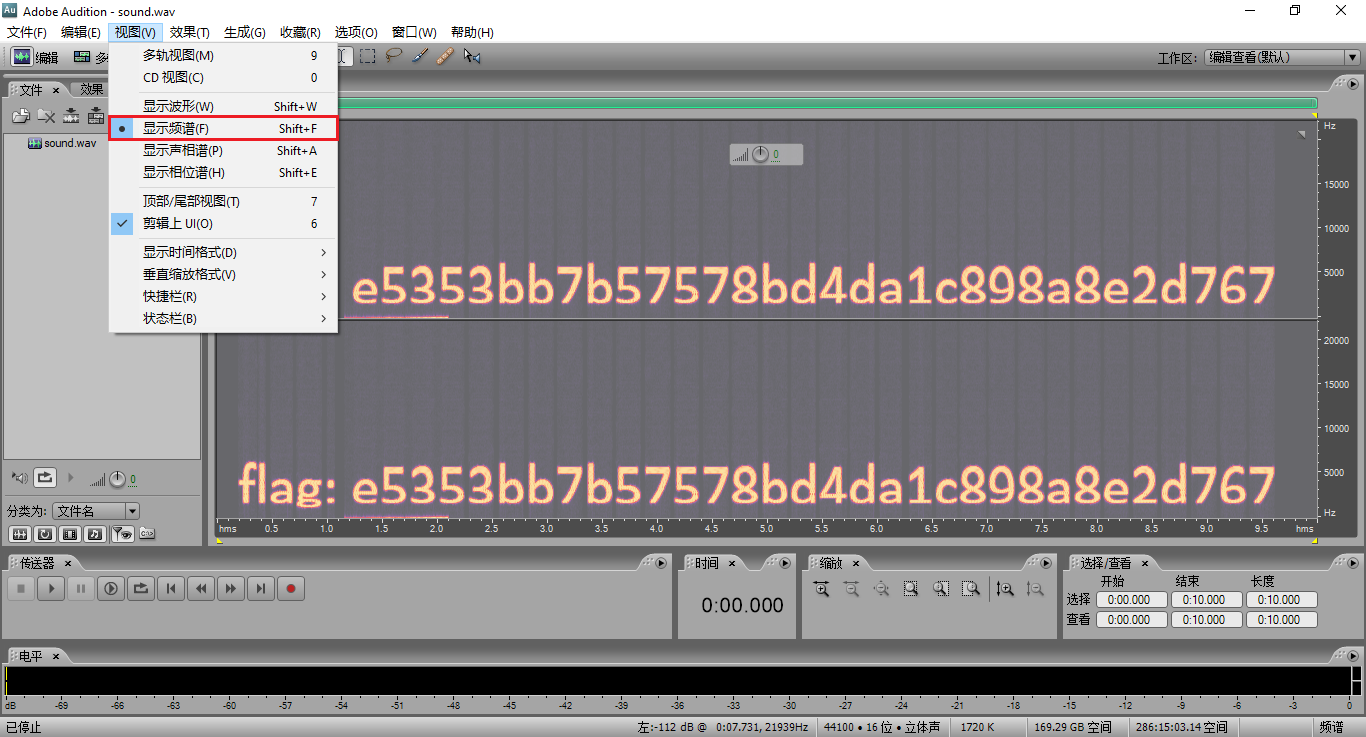 Au Adobe Audition - sound.wav
文件(F) 编辑(E) 视图(V) 效果(T) 生成(G) 收藏(R) 选项(O) 窗口(W) 帮助(H)
编辑 工作区: 编辑查看(默认)
多轨视图(M) 9
CD 视图(C) 0
显示波形(W) Shift+W
显示频谱(F) Shift+F
显示声相谱(P) Shift+A
显示相位谱(H) Shift+E
顶部/尾部视图(T) 7
剪辑上 UI(O) 6
显示时间格式(D)
垂直缩放格式(V)
快捷栏(R)
状态栏(B)
文件 效果
sound.wav
0
分类为: 文件名
0
Hz
15000
10000
5000
e5353bb7b57578bd4da1c898a8e2d767
20000
15000
10000
5000
Hz
flag: e5353bb7b57578bd4da1c898a8e2d767
hms 0.5 1.0 1.5 2.0 2.5 3.0 3.5 4.0 4.5 5.0 5.5 6.0 6.5 7.0 7.5 8.0 8.5 9.0 9.5 hms
传送器
时间
0:00.000
缩放
选择/查看
开始 结束 长度
选择 0:00.000 0:10.000 0:10.000
查看 0:00.000 0:10.000 0:10.000
电平
dB -69 -66 -63 -60 -57 -54 -51 -48 -45 -42 -39 -36 -33 -30 -27 -24 -21 -18 -15 -12 -9 -6 -3 0
已停止 左:-112 dB @ 0:07.731, 21939Hz 44100 • 16 位 • 立体声 1720 K 169.29 GB 空间 286:15:03.14 空间 频谱